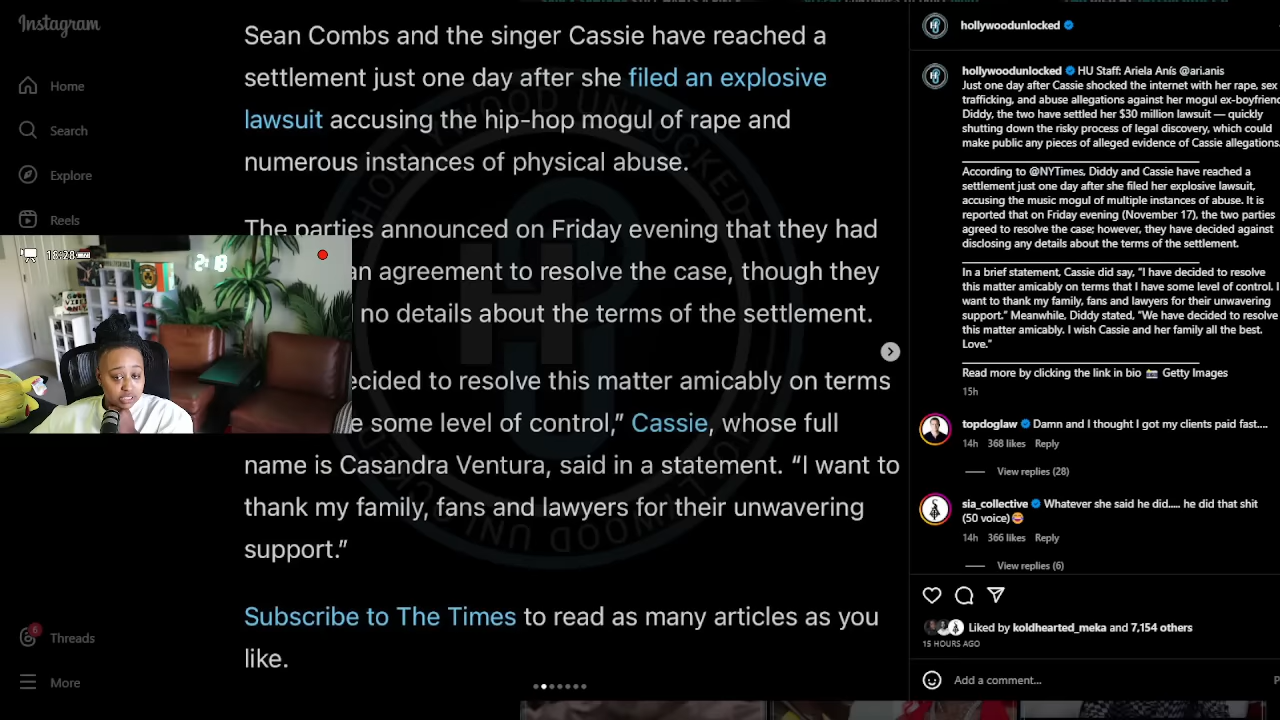 Instagram
Home
Search
Explore
Reels
6
Threads
More
18:28
2:18
Sean Combs and the singer Cassie have reached a
settlement just one day after she filed an explosive
lawsuit accusing the hip-hop mogul of rape and
numerous instances of physical abuse.
The parties announced on Friday evening that they had
an agreement to resolve the case, though they
no details about the terms of the settlement.
ecided to resolve this matter amicably on terms
e some level of control,” Cassie, whose full
name is Casandra Ventura, said in a statement. “I want to
thank my family, fans and lawyers for their unwavering
support.”
Subscribe to The Times to read as many articles as you
like.
HOLLYWOOD UNLOCKED
hollywoodunlocked
hollywoodunlocked HU Staff: Ariela Anís @ari.anis
Just one day after Cassie shocked the internet with her rape, sex
trafficking, and abuse allegations against her mogul ex-boyfriend
Diddy, the two have settled her $30 million lawsuit — quickly
shutting down the risky process of legal discovery, which could
make public any pieces of alleged evidence of Cassie allegations.
According to @NYTimes, Diddy and Cassie have reached a
settlement just one day after she filed her explosive lawsuit,
accusing the music mogul of multiple instances of abuse. It is
reported that on Friday evening (November 17), the two parties
agreed to resolve the case; however, they have decided against
disclosing any details about the terms of the settlement.
In a brief statement, Cassie did say, “I have decided to resolve
this matter amicably on terms that I have some level of control. I
want to thank my family, fans and lawyers for their unwavering
support.” Meanwhile, Diddy stated, “We have decided to resolve
this matter amicably. I wish Cassie and her family all the best.
Love.”
Read more by clicking the link in bio 📸 Getty Images
15h
topdoglaw Damn and I thought I got my clients paid fast....
14h 368 likes Reply
View replies (28)
sia_collective Whatever she said he did..... he did that shit
(50 voice) 😂
14h 366 likes Reply
View replies (6)
Liked by koldhearted_meka and 7,154 others
15 HOURS AGO
Add a comment...
P